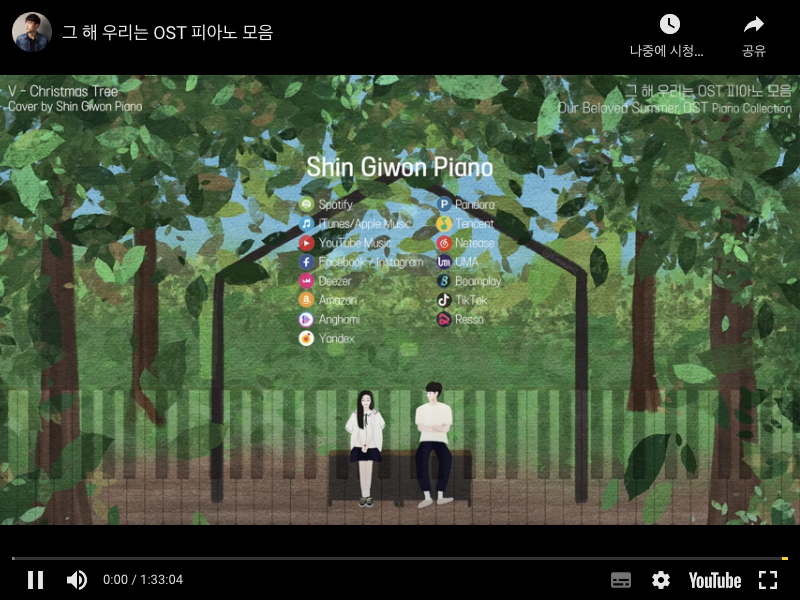 그 해 우리는 OST 피아노 모음
나중에 시청...
공유
V - Christmas Tree
Cover by Shin Giwon Piano
그 해 우리는 OST 피아노 모음
Our Beloved Summer OST Piano Collection
Shin Giwon Piano
Spotify
iTunes/Apple Music
YouTube Music
Facebook / Instagram
Deezer
Amazon
Anghami
Yandex
Pandora
Tencent
Netease
UMA
Boomplay
TikTok
Resso
0:00 / 1:33:04
YouTube